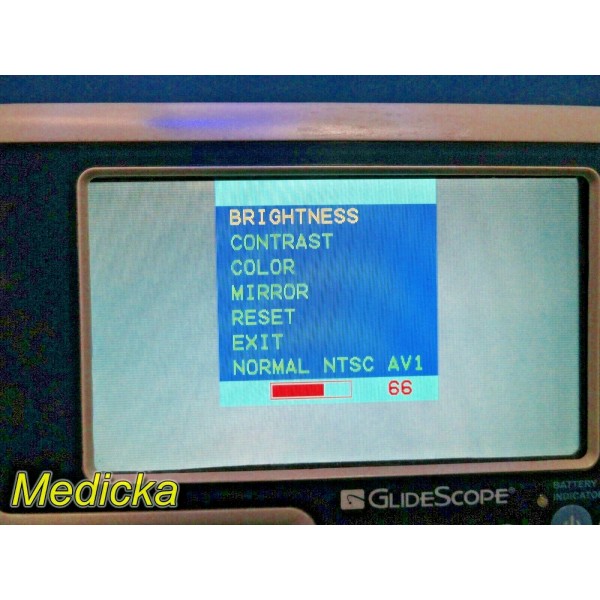 BRIGHTNESS
CONTRAST
COLOR
MIRROR
RESET
EXIT
NORMAL NTSC AV1
66
Medicka
GLIDESCOPE®
BATTERY
INDICATOR